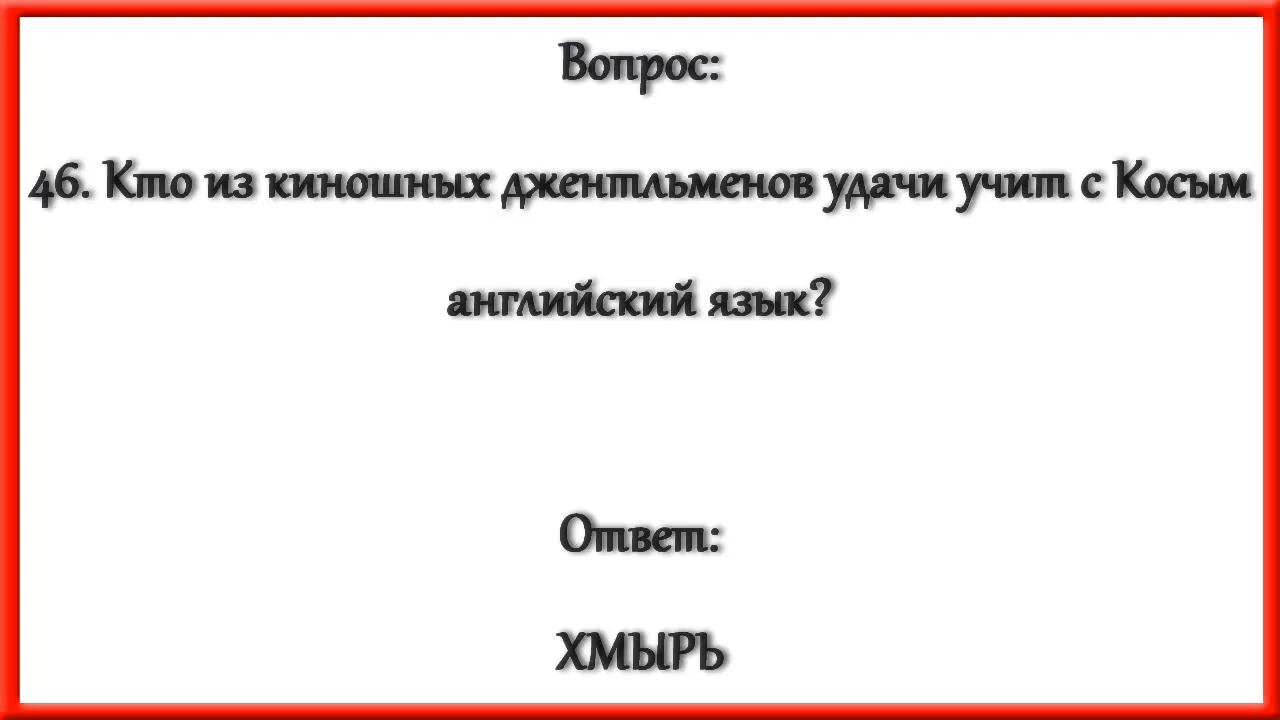 Вопрос:
46. Кто из киношных джентльменов удачи учит с Косым
английский язык?
Ответ:
ХМЫРЬ